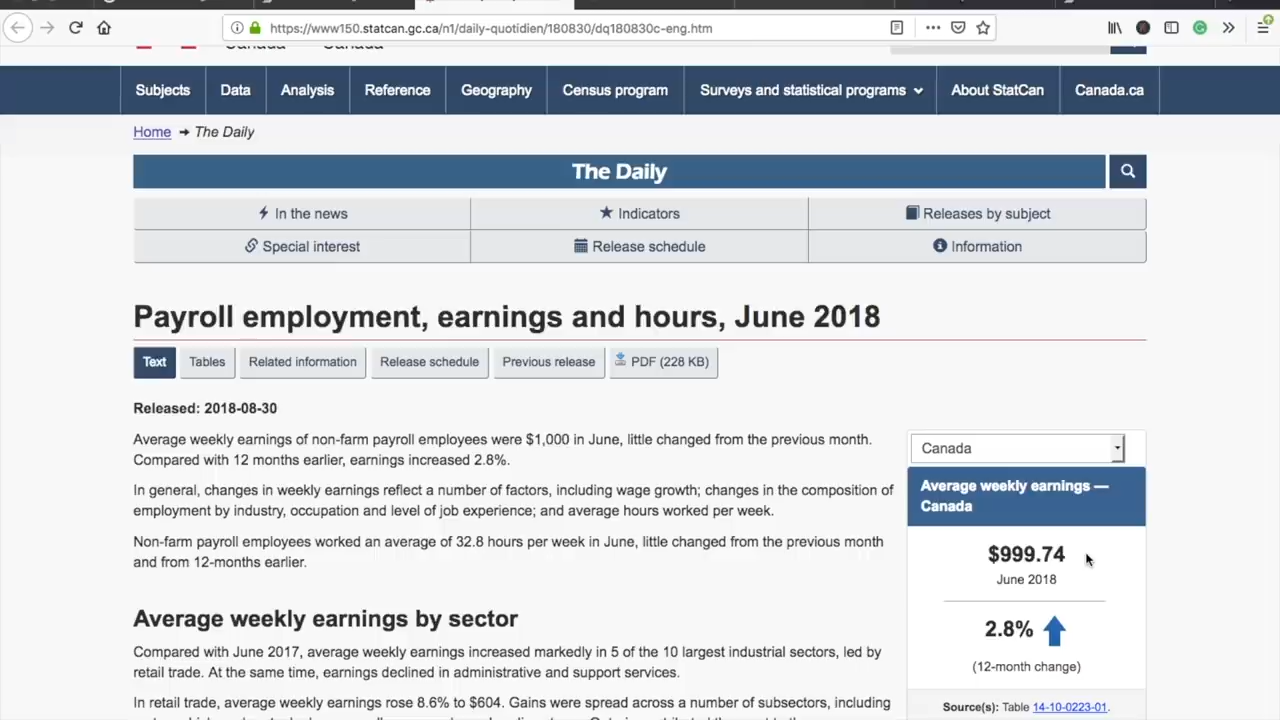 https://www150.statcan.gc.ca/n1/daily-quotidien/180830/dq180830c-eng.htm
Canada Canada
Subjects Data Analysis Reference Geography Census program Surveys and statistical programs About StatCan Canada.ca
Home ➔ The Daily
The Daily
In the news Indicators Releases by subject
Special interest Release schedule Information
Payroll employment, earnings and hours, June 2018
Text Tables Related information Release schedule Previous release PDF (228 KB)
Released: 2018-08-30
Average weekly earnings of non-farm payroll employees were $1,000 in June, little changed from the previous month.
Compared with 12 months earlier, earnings increased 2.8%.
In general, changes in weekly earnings reflect a number of factors, including wage growth; changes in the composition of
employment by industry, occupation and level of job experience; and average hours worked per week.
Non-farm payroll employees worked an average of 32.8 hours per week in June, little changed from the previous month
and from 12-months earlier.
Average weekly earnings by sector
Compared with June 2017, average weekly earnings increased markedly in 5 of the 10 largest industrial sectors, led by
retail trade. At the same time, earnings declined in administrative and support services.
In retail trade, average weekly earnings rose 8.6% to $604. Gains were spread across a number of subsectors, including
Canada
Average weekly earnings —
Canada
$999.74
June 2018
2.8%
(12-month change)
Source(s): Table 14-10-0223-01.